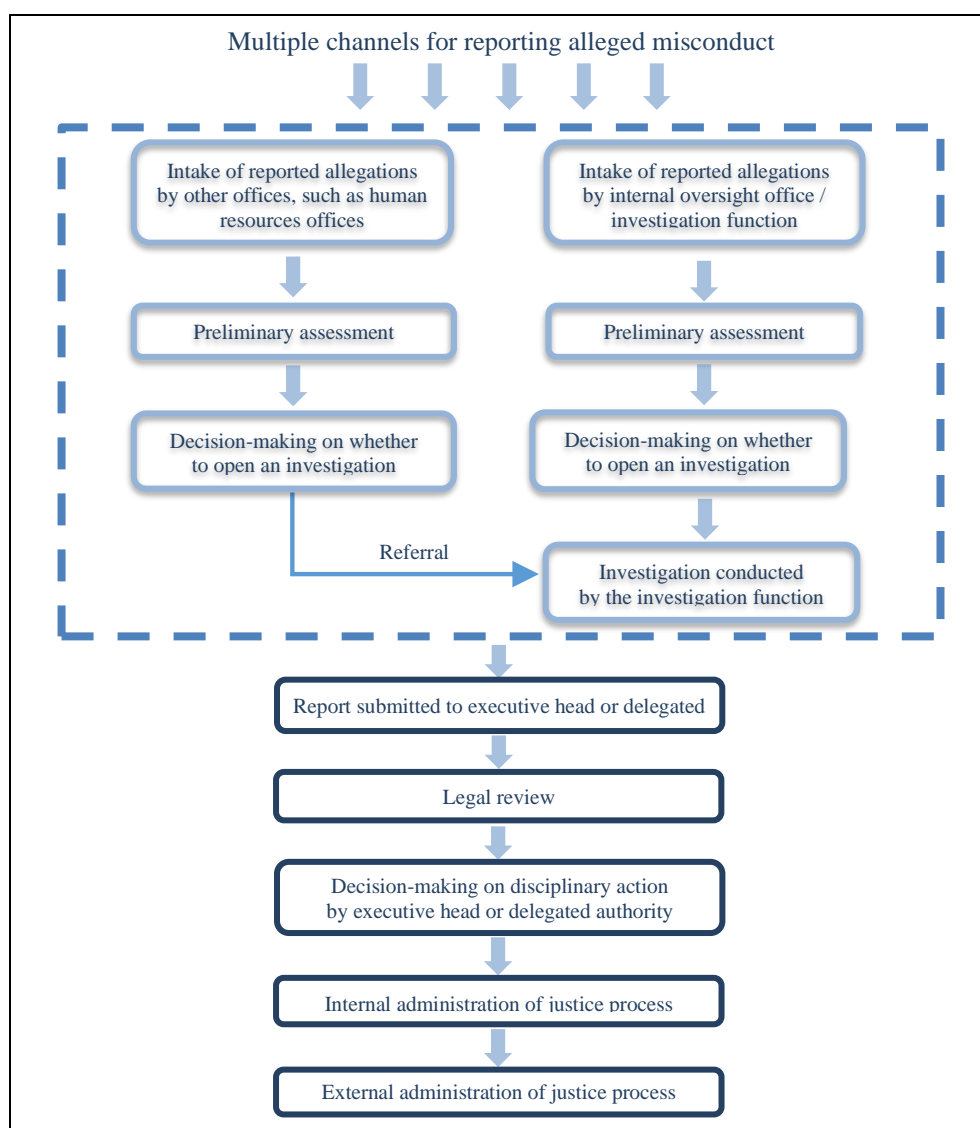 Multiple channels for reporting alleged misconduct
Intake of reported allegations
by other offices, such as human
resources offices
Intake of reported allegations
by internal oversight office /
investigation function
Preliminary assessment
Preliminary assessment
Decision-making on whether
to open an investigation
Decision-making on whether
to open an investigation
Referral
Investigation conducted
by the investigation function
Report submitted to executive head or delegated
Legal review
Decision-making on disciplinary action
by executive head or delegated authority
Internal administration of justice process
External administration of justice process